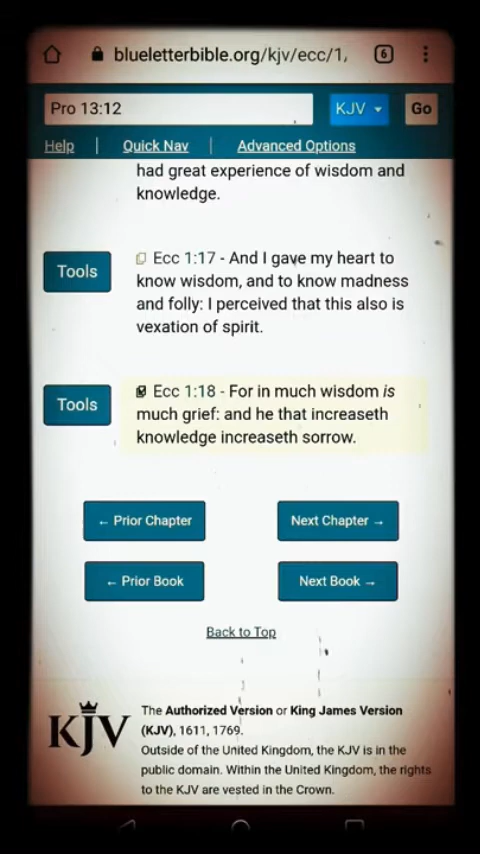 blueletterbible.org/kjv/ecc/1,
6
Pro 13:12
KJV
Go
Help | Quick Nav | Advanced Options
had great experience of wisdom and
knowledge.
Tools
Ecc 1:17 - And I gave my heart to
know wisdom, and to know madness
and folly: I perceived that this also is
vexation of spirit.
Tools
Ecc 1:18 - For in much wisdom is
much grief: and he that increaseth
knowledge increaseth sorrow.
← Prior Chapter
Next Chapter →
← Prior Book
Next Book →
Back to Top
KJV
The Authorized Version or King James Version
(KJV), 1611, 1769.
Outside of the United Kingdom, the KJV is in the
public domain. Within the United Kingdom, the rights
to the KJV are vested in the Crown.